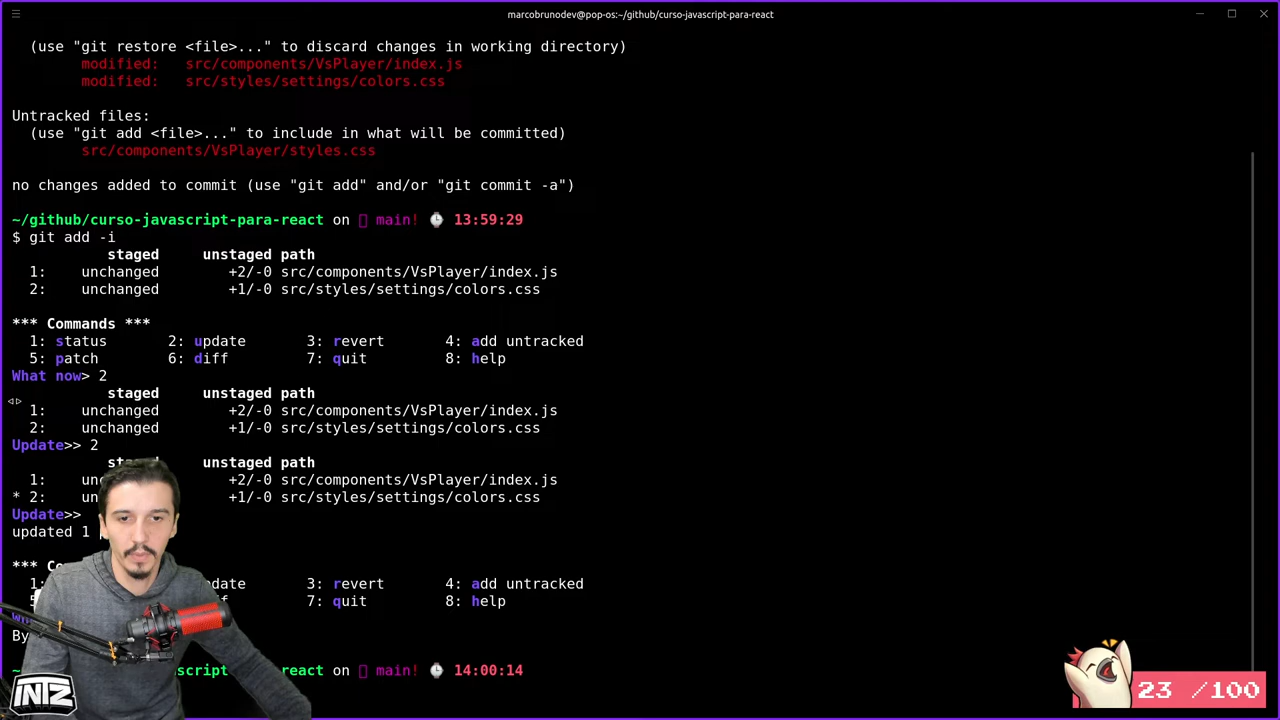 marcobrunodev@pop-os:~/github/curso-javascript-para-react
(use "git restore <file>..." to discard changes in working directory)
modified:   src/components/VsPlayer/index.js
modified:   src/styles/settings/colors.css
Untracked files:
(use "git add <file>..." to include in what will be committed)
src/components/VsPlayer/styles.css
no changes added to commit (use "git add" and/or "git commit -a")
~/github/curso-javascript-para-react on main! 13:59:29
$ git add -i
staged     unstaged path
1:    unchanged        +2/-0 src/components/VsPlayer/index.js
2:    unchanged        +1/-0 src/styles/settings/colors.css
*** Commands ***
1: status       2: update       3: revert       4: add untracked
5: patch        6: diff         7: quit         8: help
What now> 2
staged     unstaged path
1:    unchanged        +2/-0 src/components/VsPlayer/index.js
2:    unchanged        +1/-0 src/styles/settings/colors.css
Update>> 2
unstaged path
1:        +2/-0 src/components/VsPlayer/index.js
* 2:        +1/-0 src/styles/settings/colors.css
Update>>
updated 1
***
1:        3: revert       4: add untracked
7: quit         8: help
react on main! 14:00:14
INTZ
23 /100